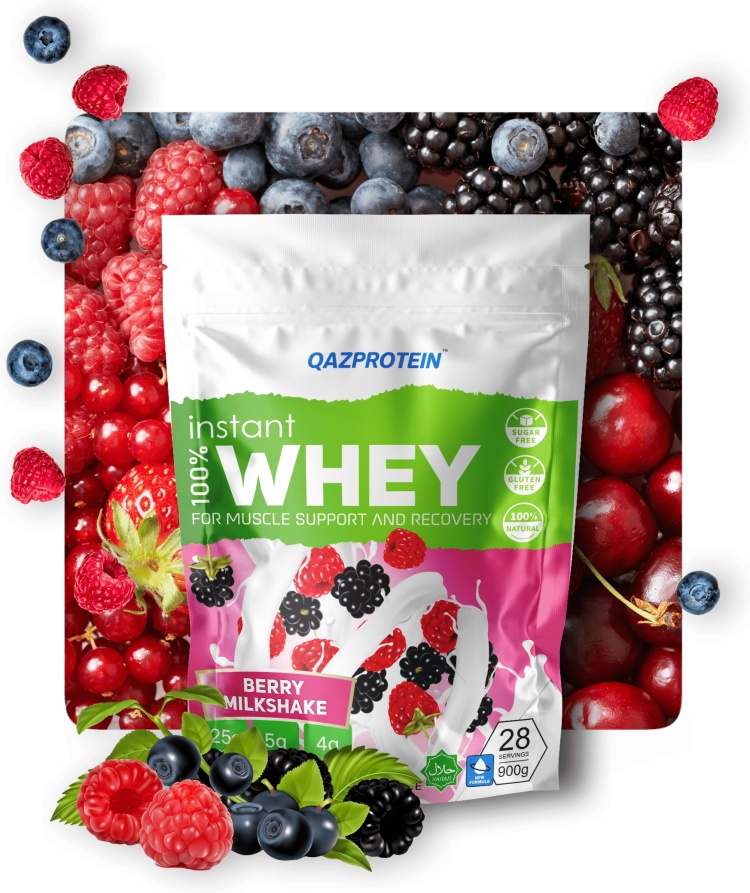 QAZPROTEIN™
instant
100%
WHEY
FOR MUSCLE SUPPORT AND RECOVERY
SUGAR
FREE
GLUTEN
FREE
100%
NATURAL
BERRY
MILKSHAKE
25g
5g
4g
حلال
28
SERVINGS
900g
NEW
FORMULA